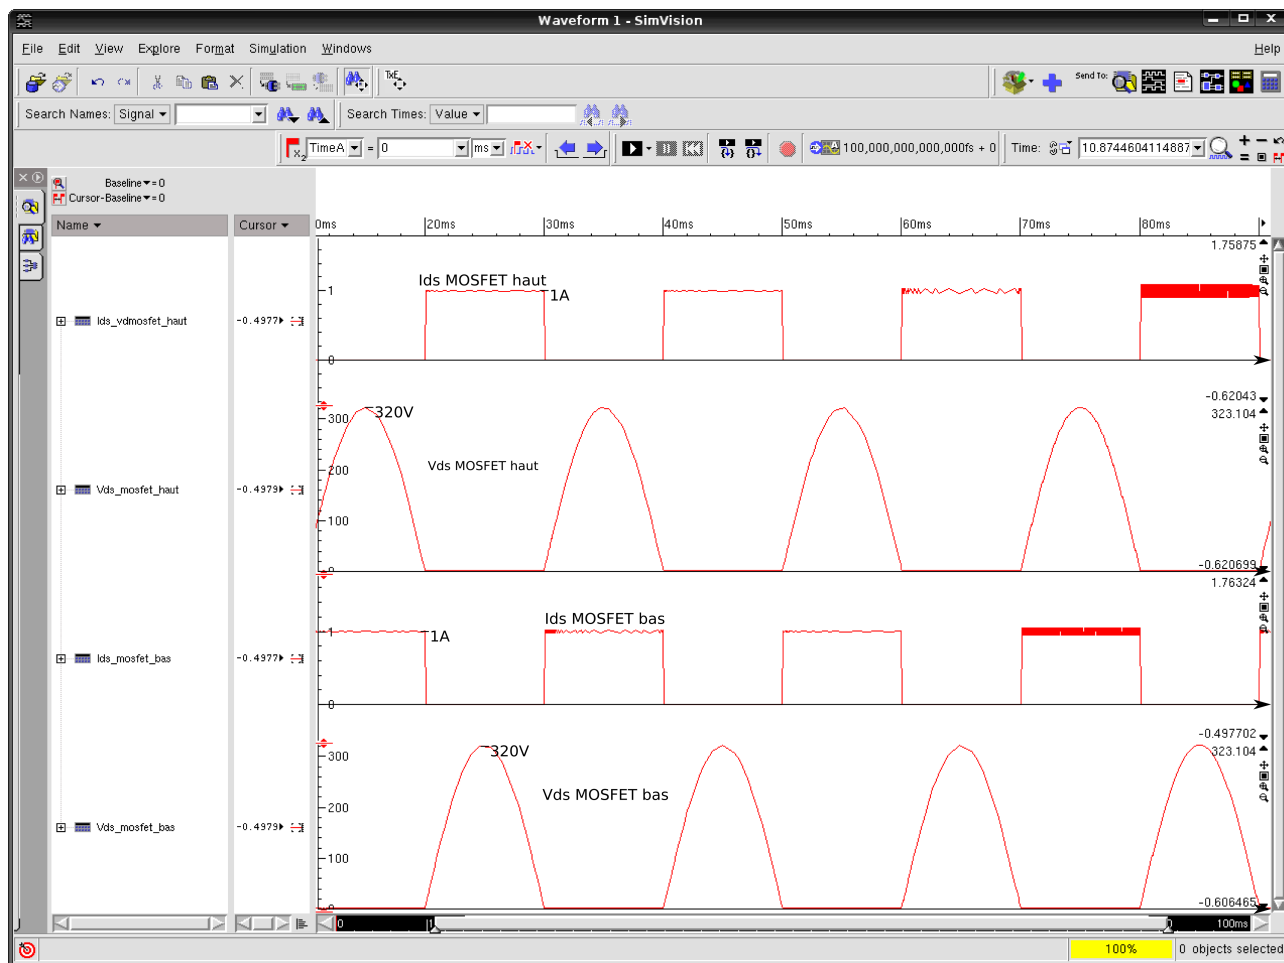 Waveform 1 - SimVision
File Edit View Explore Format Simulation Windows Help
TxE
Send To:
Search Names: Signal Search Times: Value
X2 TimeA = 0 ms 100,000,000,000,000fs + 0 Time: 10.8744604114887
Baseline = 0
Cursor-Baseline = 0
Name Cursor
0ms 20ms 30ms 40ms 50ms 60ms 70ms 80ms
1.75875
Ids MOSFET haut
1
1A
Ids_vdmosfet_haut -0.4977
0
-0.62043
323.104
320V
300
Vds MOSFET haut
200
Vds_mosfet_haut -0.4979
100
-0.620699
0
1.76324
Ids MOSFET bas
1
1A
Ids_mosfet_bas -0.4977
0
-0.497702
323.104
320V
300
Vds MOSFET bas
200
Vds_mosfet_bas -0.4979
100
-0.606465
0
0 100ms
100% 0 objects selected